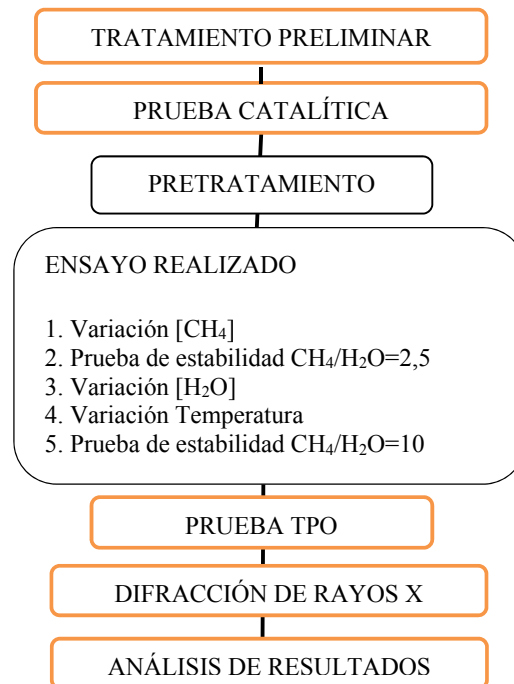 TRATAMIENTO PRELIMINAR
PRUEBA CATALÍTICA
PRETRATAMIENTO
ENSAYO REALIZADO
1. Variación [CH₄]
2. Prueba de estabilidad CH₄/H₂O=2,5
3. Variación [H₂O]
4. Variación Temperatura
5. Prueba de estabilidad CH₄/H₂O=10
PRUEBA TPO
DIFRACCIÓN DE RAYOS X
ANÁLISIS DE RESULTADOS